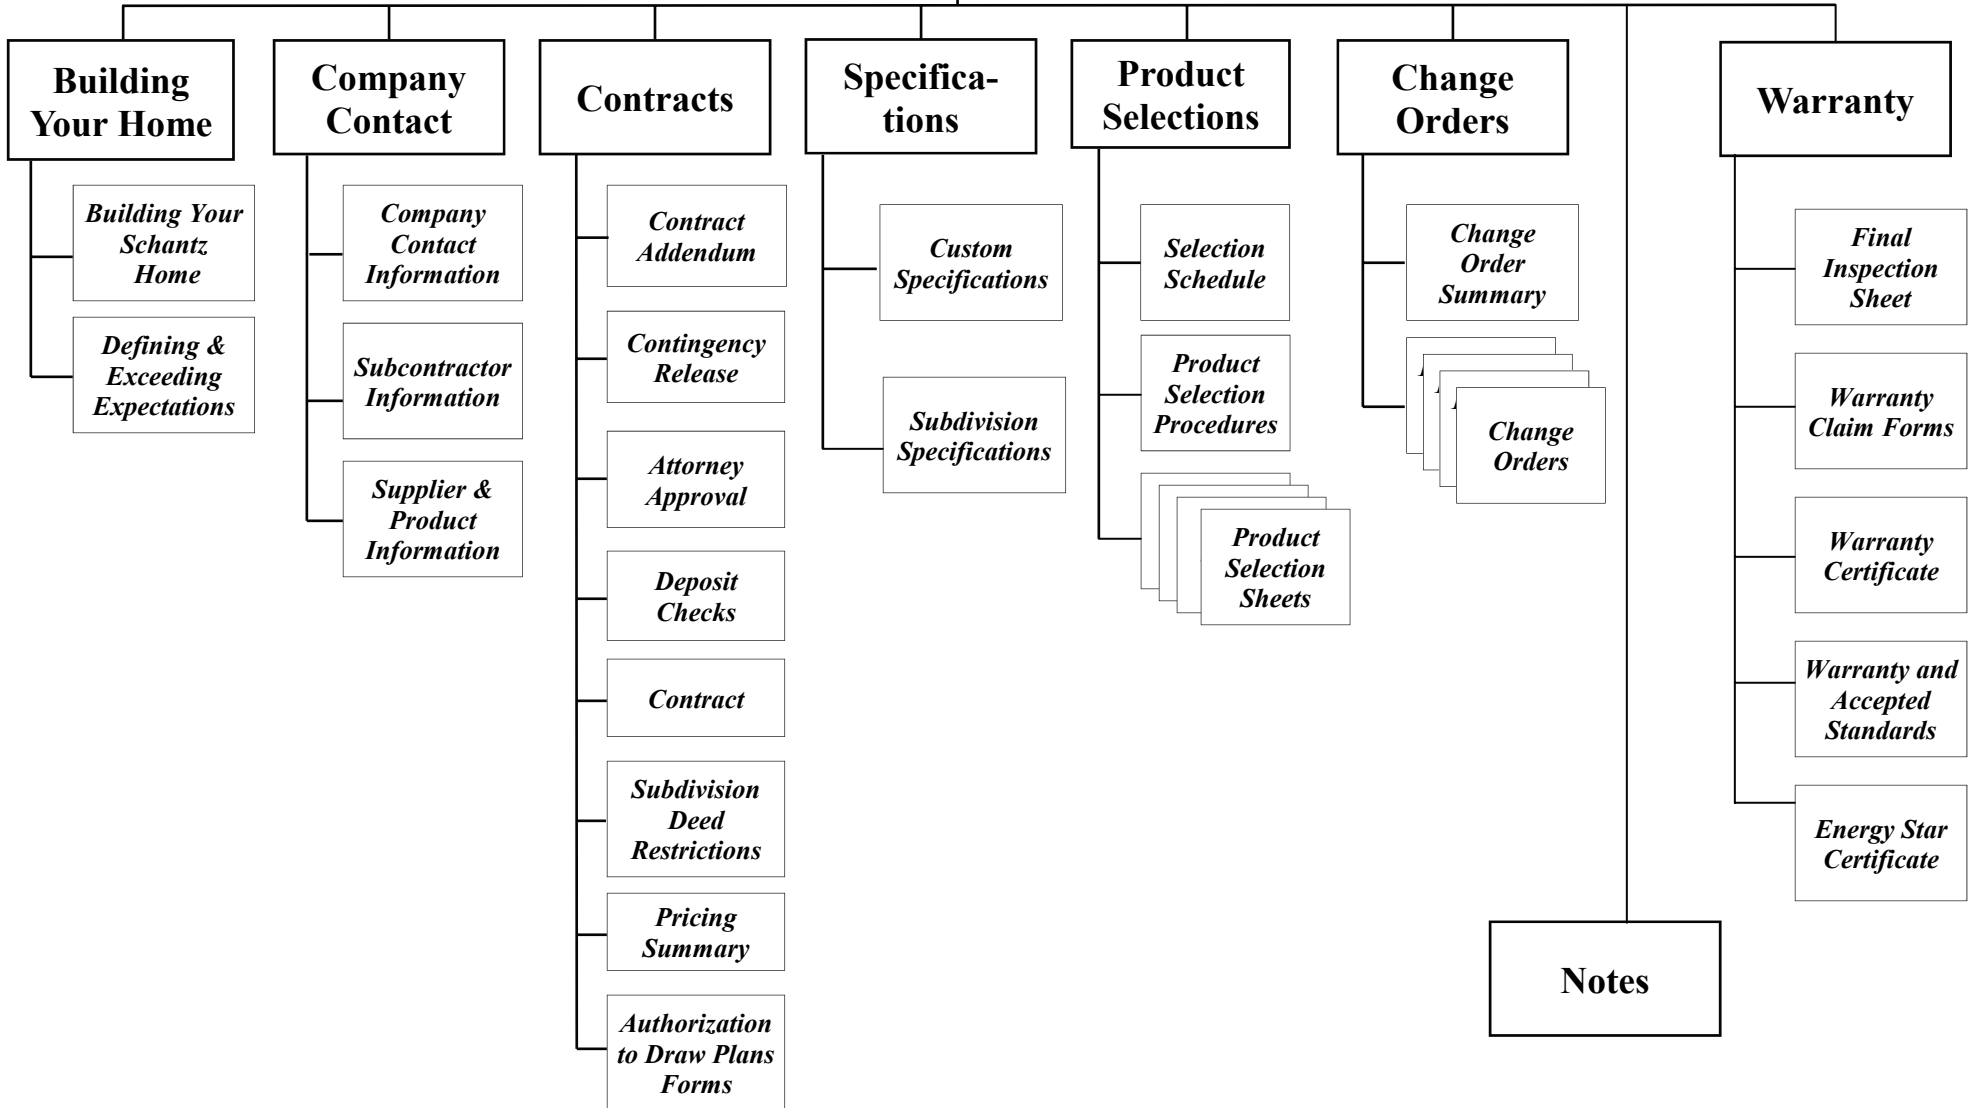 Building
Your Home
Company
Contact
Contracts
Specifica-
tions
Product
Selections
Change
Orders
Warranty
Building Your
Schantz
Home
Defining &
Exceeding
Expectations
Company
Contact
Information
Subcontractor
Information
Supplier &
Product
Information
Contract
Addendum
Contingency
Release
Attorney
Approval
Deposit
Checks
Contract
Subdivision
Deed
Restrictions
Pricing
Summary
Authorization
to Draw Plans
Forms
Custom
Specifications
Subdivision
Specifications
Selection
Schedule
Product
Selection
Procedures
Product
Selection
Sheets
Change
Order
Summary
Change
Orders
Final
Inspection
Sheet
Warranty
Claim Forms
Warranty
Certificate
Warranty and
Accepted
Standards
Energy Star
Certificate
Notes